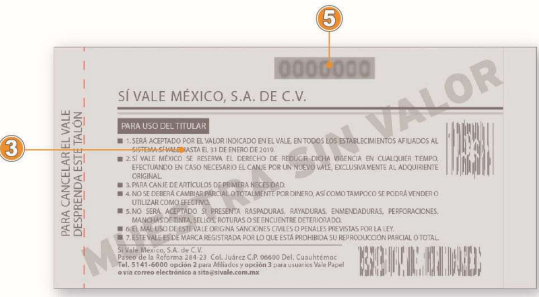 5
0000000
SÍ VALE MÉXICO, S.A. DE C.V.
PARA USO DEL TITULAR
3
1. SERÁ ACEPTADO POR EL VALOR INDICADO EN EL VALE, EN TODOS LOS ESTABLECIMIENTOS AFILIADOS AL
SISTEMA SÍ VALE HASTA EL 31 DE ENERO DE 2019.
2. SÍ VALE MÉXICO SE RESERVA EL DERECHO DE REDUCIR DICHA VIGENCIA EN CUALQUIER TIEMPO,
EFECTUANDO EN CASO NECESARIO EL CANJE POR UN NUEVO VALE, EXCLUSIVAMENTE AL ADQUIRENTE
ORIGINAL.
3. PARA CANJE DE ARTÍCULOS DE PRIMERA NECESIDAD.
4. NO SE DEBERÁ CAMBIAR PARCIAL O TOTALMENTE POR DINERO, ASÍ COMO TAMPOCO SE PODRÁ VENDER O
UTILIZAR COMO EFECTIVO.
5. NO SERÁ ACEPTADO SI PRESENTA RASPADURAS, RAYADURAS, ENMENDADURAS, PERFORACIONES,
MANCHAS DE TINTA, SELLOS, ROTURAS O SE ENCUENTRE DETERIORADO.
6. EL MAL USO DE ESTE VALE ORIGINA SANCIONES CIVILES O PENALES PREVISTAS POR LA LEY.
7. ESTE VALE ES DE MARCA REGISTRADA POR LO QUE ESTÁ PROHIBIDA SU REPRODUCCIÓN PARCIAL O TOTAL.
Sí Vale México, S.A. de C.V.
Paseo de la Reforma 284-23 Col. Juárez C.P. 06600 Del. Cuauhtémoc
Tel. 5141-6000 opción 2 para Afiliados y opción 3 para usuarios Vale Papel
o vía correo electrónico a sito@sivale.com.mx
PARA CANCELAR EL VALE
DESPRENDA ESTE TALÓN
MUESTRA SIN VALOR